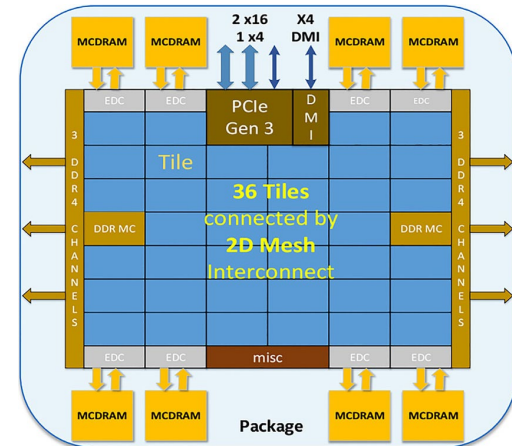 2 x16
1 x4
X4
DMI
MCDRAM
MCDRAM
MCDRAM
MCDRAM
EDC
EDC
PCIe
Gen 3
D
M
I
EDC
EDC
3
D
D
R
4
C
H
A
N
N
E
L
S
Tile
36 Tiles
connected by
2D Mesh
Interconnect
DDR MC
DDR MC
3
D
D
R
4
C
H
A
N
N
E
L
S
EDC
EDC
misc
EDC
EDC
MCDRAM
MCDRAM
MCDRAM
MCDRAM
Package